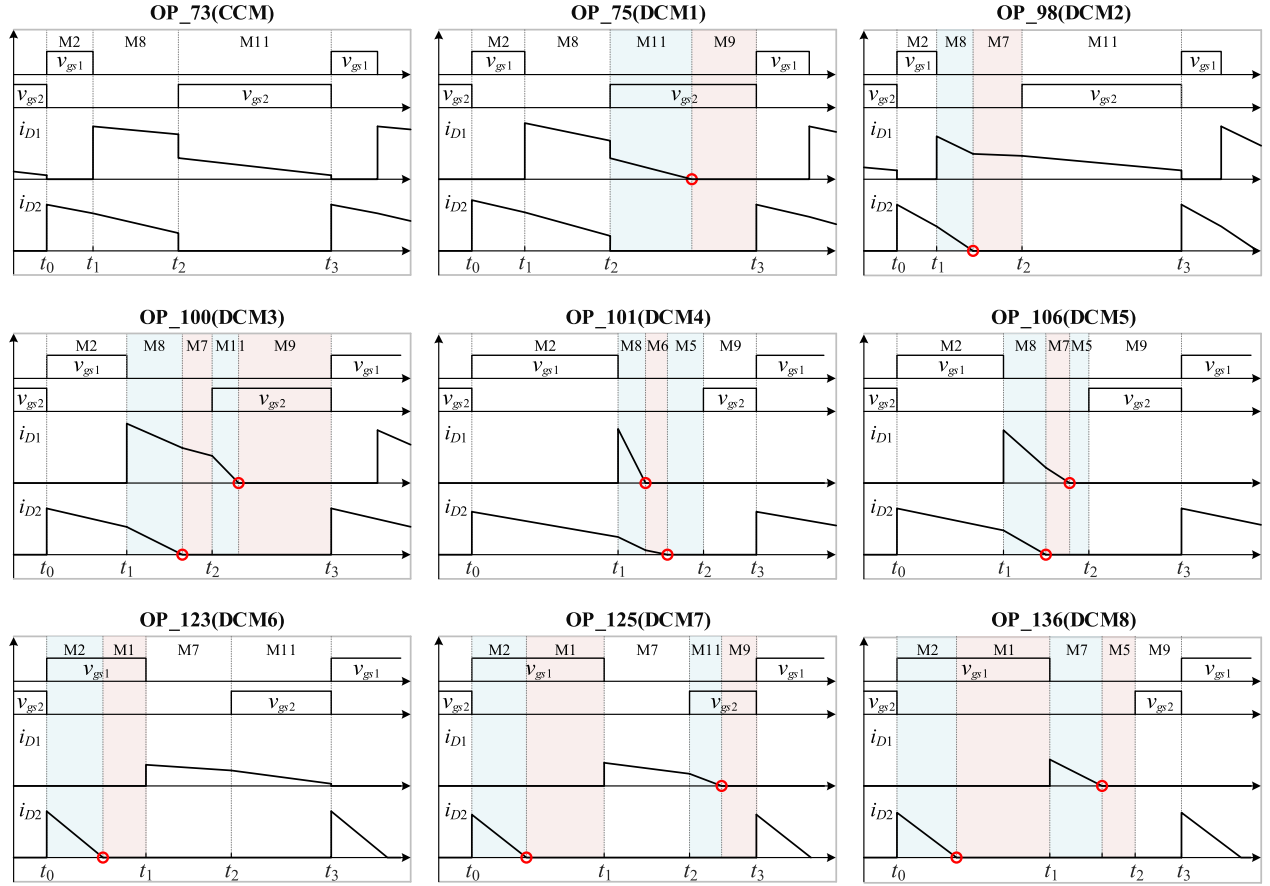 OP_73(CCM)
M2 M8 M11
vgs1 vgs1
vgs2 vgs2
iD1
iD2
t0 t1 t2 t3
OP_75(DCM1)
M2 M8 M11 M9
vgs1 vgs1
vgs2 vgs2
iD1
iD2
t0 t1 t2 t3
OP_98(DCM2)
M2 M8 M7 M11
vgs1 vgs1
vgs2 vgs2
iD1
iD2
t0 t1 t2 t3
OP_100(DCM3)
M2 M8 M7 M11 M9
vgs1 vgs1
vgs2 vgs2
iD1
iD2
t0 t1 t2 t3
OP_101(DCM4)
M2 M8 M6 M5 M9
vgs1 vgs1
vgs2 vgs2
iD1
iD2
t0 t1 t2 t3
OP_106(DCM5)
M2 M8 M7 M5 M9
vgs1 vgs1
vgs2 vgs2
iD1
iD2
t0 t1 t2 t3
OP_123(DCM6)
M2 M1 M7 M11
vgs1 vgs1
vgs2 vgs2
iD1
iD2
t0 t1 t2 t3
OP_125(DCM7)
M2 M1 M7 M11 M9
vgs1 vgs1
vgs2 vgs2
iD1
iD2
t0 t1 t2 t3
OP_136(DCM8)
M2 M1 M7 M5 M9
vgs1 vgs1
vgs2 vgs2
iD1
iD2
t0 t1 t2 t3